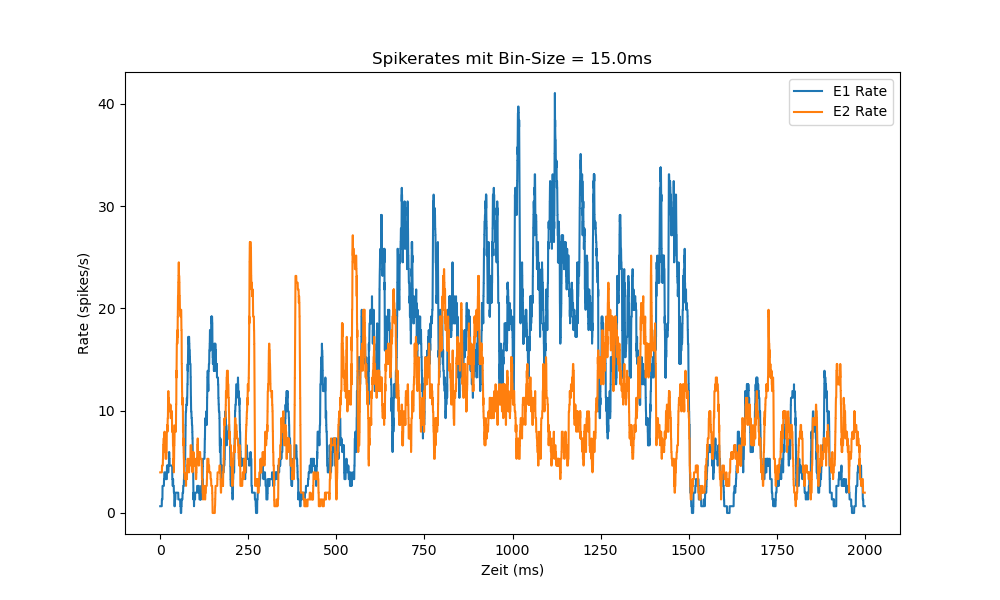 Spikerates mit Bin-Size = 15.0ms
E1 Rate
E2 Rate
40
30
20
10
0
Rate (spikes/s)
0 250 500 750 1000 1250 1500 1750 2000
Zeit (ms)